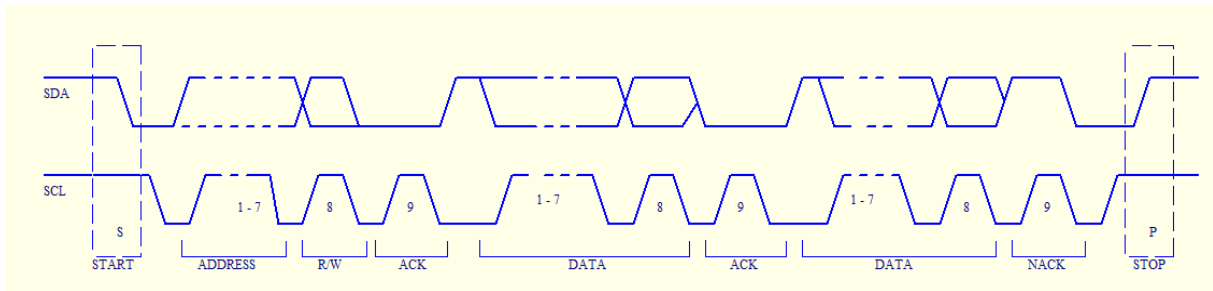 SDA
SCL
1 - 7 8 9 1 - 7 8 9 1 - 7 8 9
S P
START ADDRESS R/W ACK DATA ACK DATA NACK STOP